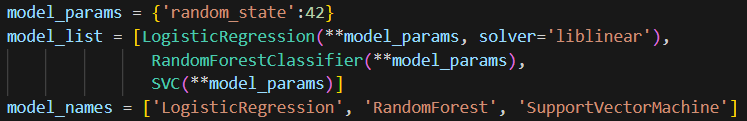 model_params = {'random_state':42}
model_list = [LogisticRegression(**model_params, solver='liblinear'),
RandomForestClassifier(**model_params),
SVC(**model_params)]
model_names = ['LogisticRegression', 'RandomForest', 'SupportVectorMachine']